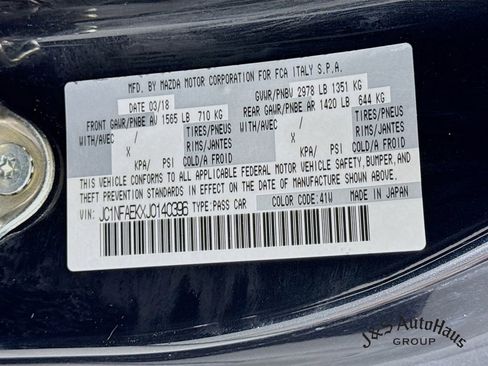 MFD. BY MAZDA MOTOR CORPORATION FOR FCA ITALY S.P.A.
DATE 03/18 GVWR/PNBV 2978 LB 1351 KG
FRONT GAWR/PNBE AV 1565 LB 710 KG REAR GAWR/PNBE AR 1420 LB 644 KG
WITH/AVEC / TIRES/PNEUS WITH/AVEC / TIRES/PNEUS
X RIMS/JANTES X RIMS/JANTES
KPA/ PSI COLD/A FROID KPA/ PSI COLD/A FROID
THIS VEHICLE CONFORMS TO ALL APPLICABLE FEDERAL MOTOR VEHICLE SAFETY, BUMPER, AND
THEFT PREVENTION STANDARDS IN EFFECT ON THE DATE OF MANUFACTURE SHOWN ABOVE.
VIN: JC1NFAEKXJ0140396 TYPE: PASS CAR COLOR CODE: 41W MADE IN JAPAN
J&S AutoHaus
GROUP